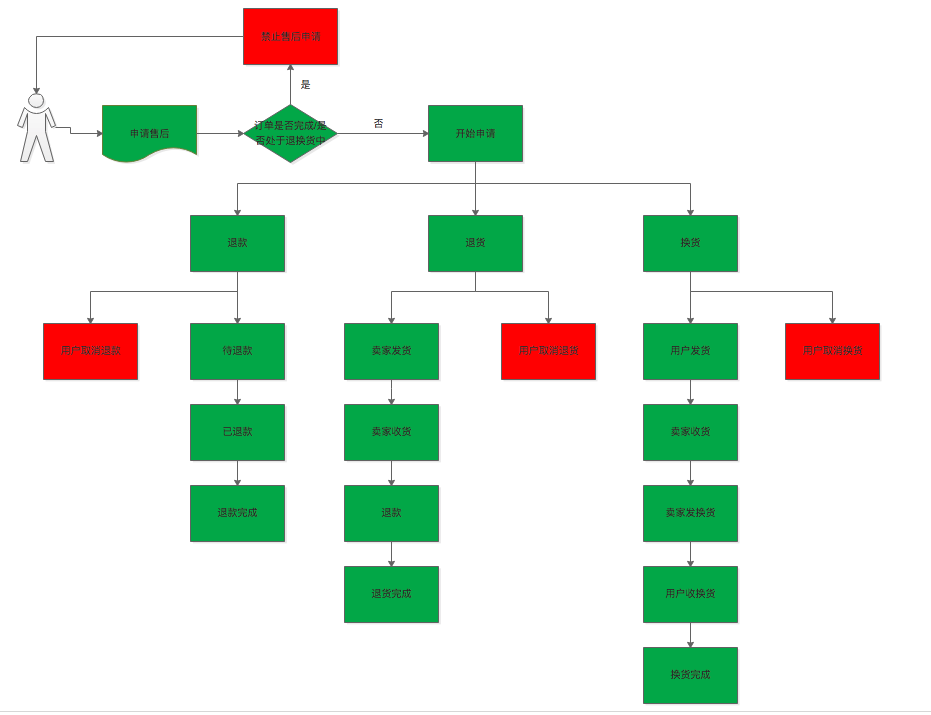 禁止售后申请
是
申请售后
订单是否完成/是
否处于退换货中
否
开始申请
退款
退货
换货
用户取消退款
待退款
卖家发货
用户取消退货
用户发货
用户取消换货
已退款
卖家收货
卖家收货
退款完成
退款
卖家发换货
退货完成
用户收换货
换货完成